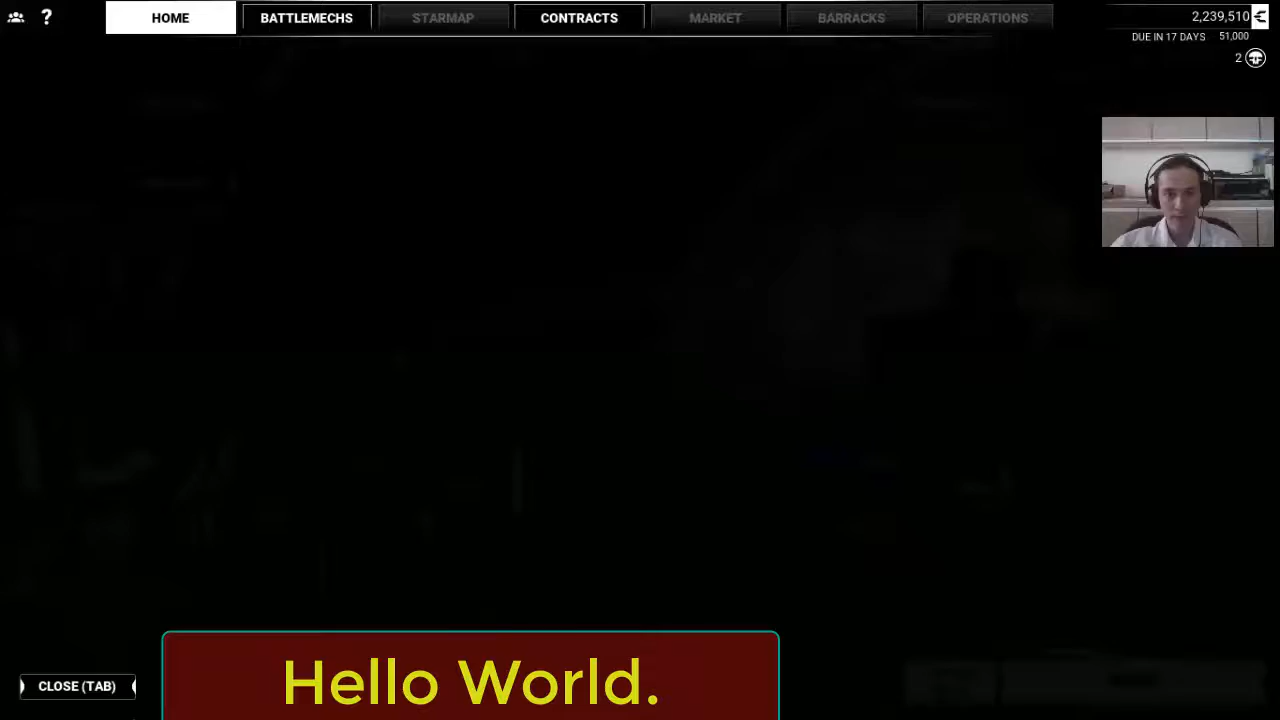 ?
HOME
BATTLEMECHS
STARMAP
CONTRACTS
MARKET
BARRACKS
OPERATIONS
2,239,510
DUE IN 17 DAYS 51,000
2
CLOSE (TAB)
Hello World.